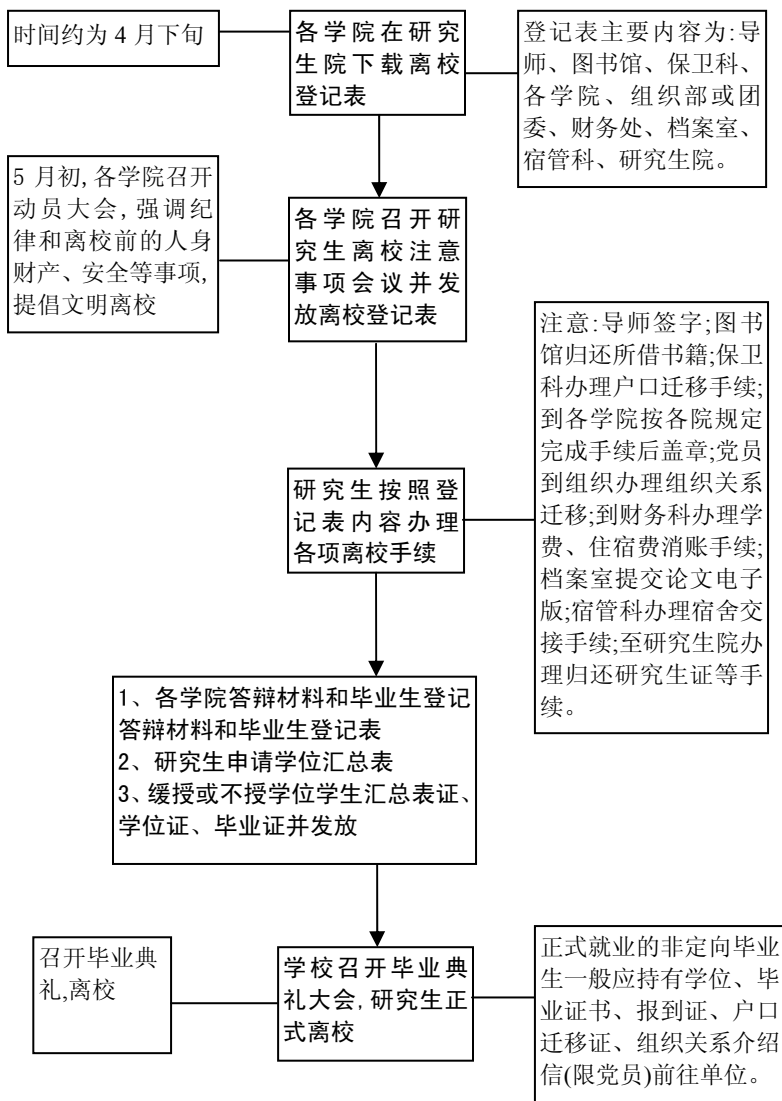 时间约为 4 月下旬
各学院在研究
生院下载离校
登记表
登记表主要内容为:导
师、图书馆、保卫科、
各学院、组织部或团
委、财务处、档案室、
宿管科、研究生院。
5 月初,各学院召开
动员大会,强调纪
律和离校前的人身
财产、安全等事项,
提倡文明离校
各学院召开研
究生离校注意
事项会议并发
放离校登记表
注意:导师签字;图书
馆归还所借书籍;保卫
科办理户口迁移手续;
到各学院按各院规定
完成手续后盖章;党员
到组织办理组织关系
迁移;到财务科办理学
费、住宿费消账手续;
档案室提交论文电子
版;宿管科办理宿舍交
接手续;至研究生院办
理归还研究生证等手
续。
研究生按照登
记表内容办理
各项离校手续
1、各学院答辩材料和毕业生登记
答辩材料和毕业生登记表
2、研究生申请学位汇总表
3、缓授或不授学位学生汇总表证、
学位证、毕业证并发放
召开毕业典
礼,离校
学校召开毕业典
礼大会,研究生正
式离校
正式就业的非定向毕业
生一般应持有学位、毕
业证书、报到证、户口
迁移证、组织关系介绍
信(限党员)前往单位。